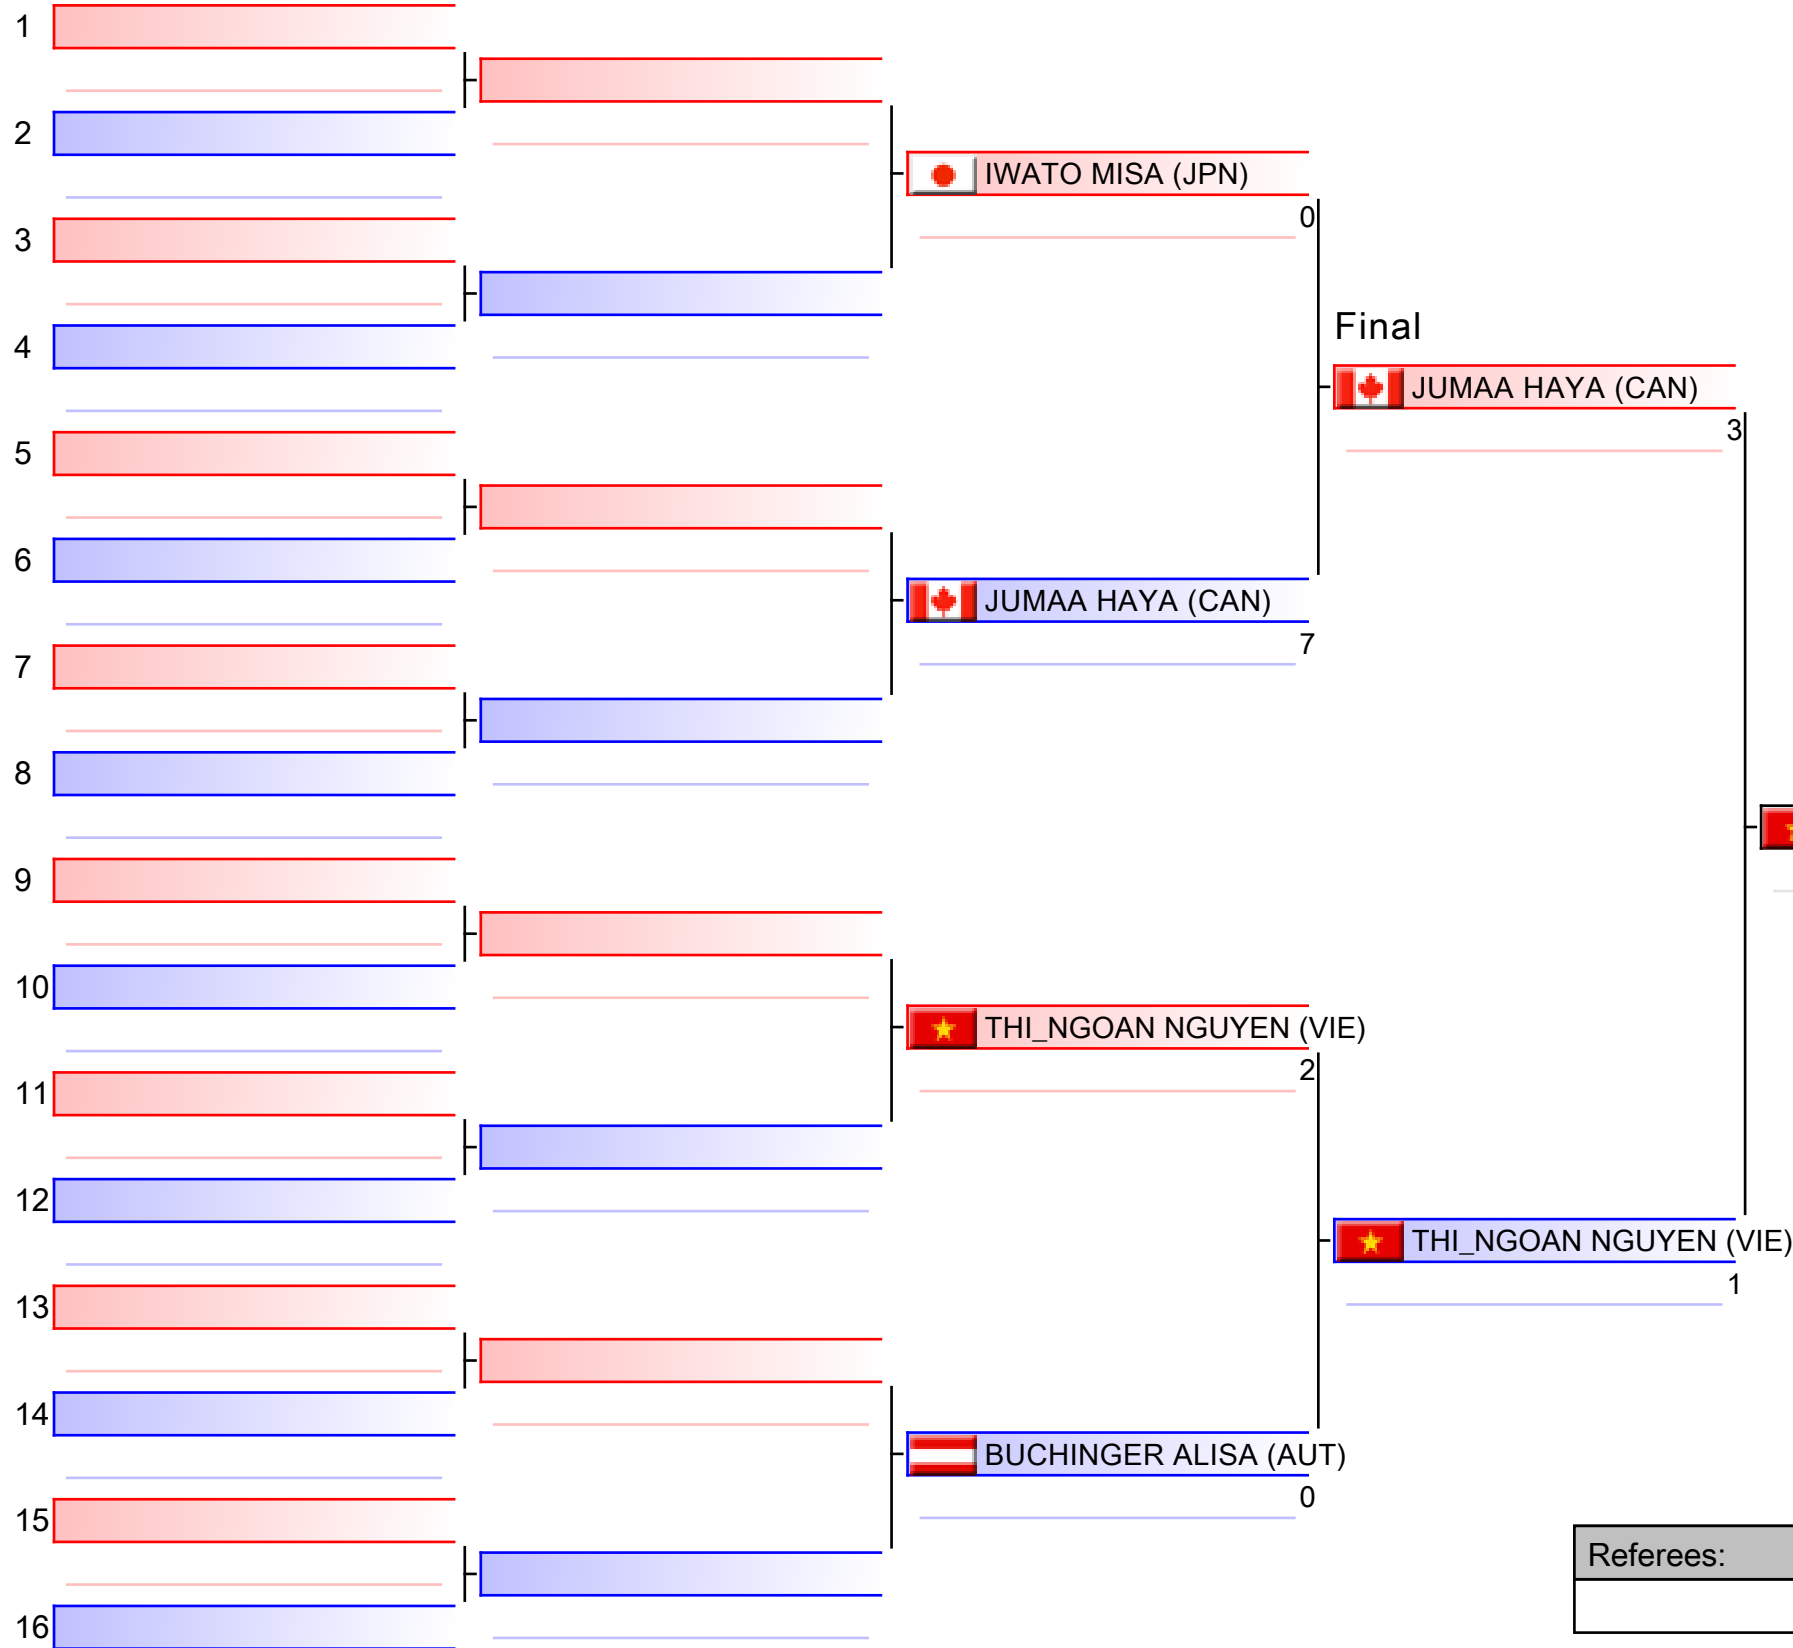 1
2
3
4
5
6
7
8
9
10
11
12
13
14
15
16
IWATO MISA (JPN)
0
JUMAA HAYA (CAN)
7
THI_NGOAN NGUYEN (VIE)
2
BUCHINGER ALISA (AUT)
0
Final
JUMAA HAYA (CAN)
3
THI_NGOAN NGUYEN (VIE)
1
Referees: